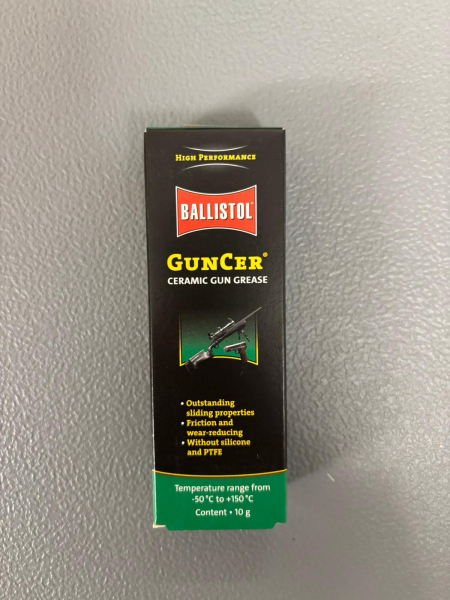 HIGH PERFORMANCE
BALLISTOL®
GUNCER®
CERAMIC GUN GREASE
• Outstanding
sliding properties
• Friction and
wear-reducing
• Without silicone
and PTFE
Temperature range from
-50 °C to +150 °C
Content • 10 g